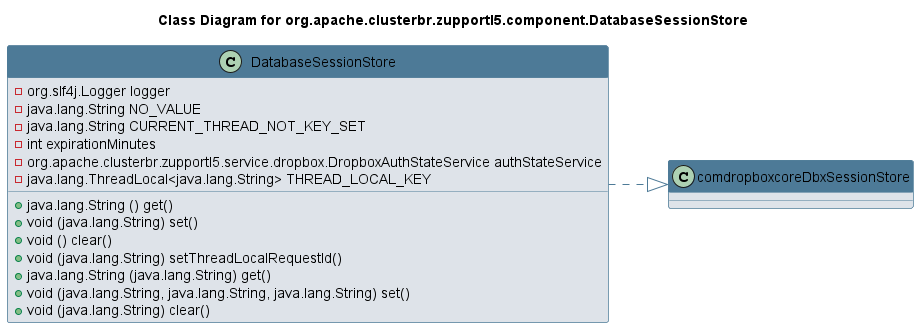 Class Diagram for org.apache.clusterbr.zupportl5.component.DatabaseSessionStore
C DatabaseSessionStore
org.slf4j.Logger logger
java.lang.String NO_VALUE
java.lang.String CURRENT_THREAD_NOT_KEY_SET
int expirationMinutes
org.apache.clusterbr.zupportl5.service.dropbox.DropboxAuthStateService authStateService
java.lang.ThreadLocal<java.lang.String> THREAD_LOCAL_KEY
java.lang.String () get()
void (java.lang.String) set()
void () clear()
void (java.lang.String) setThreadLocalRequestId()
java.lang.String (java.lang.String) get()
void (java.lang.String, java.lang.String, java.lang.String) set()
void (java.lang.String) clear()
C comdropboxcoreDbxSessionStore